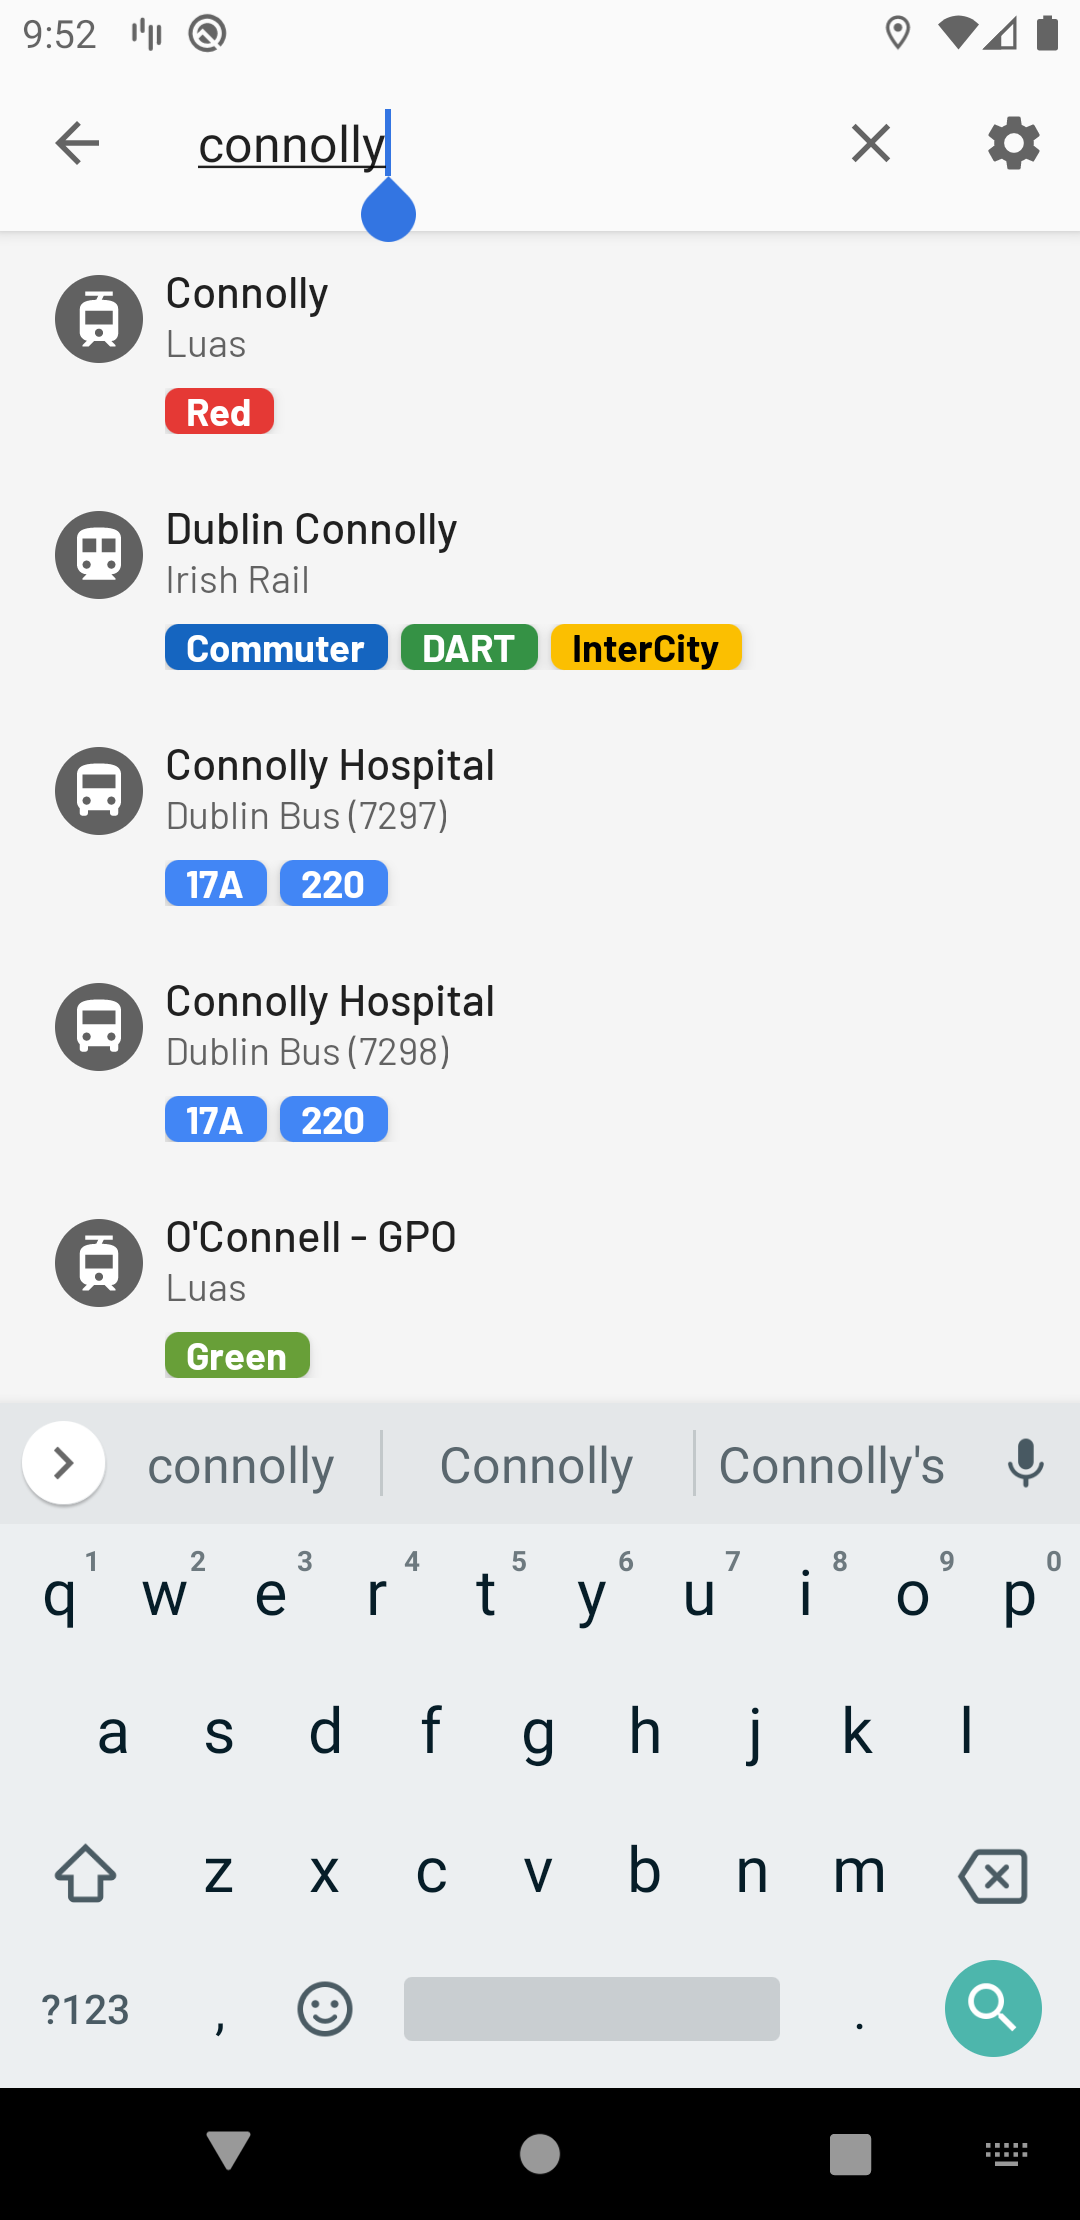 9:52
connolly
Connolly
Luas
Red
Dublin Connolly
Irish Rail
Commuter DART InterCity
Connolly Hospital
Dublin Bus (7297)
17A 220
Connolly Hospital
Dublin Bus (7298)
17A 220
O'Connell - GPO
Luas
Green
connolly Connolly Connolly's
q 1 w 2 e 3 r 4 t 5 y 6 u 7 i 8 o 9 p 0
a s d f g h j k l
z x c v b n m
?123 , .